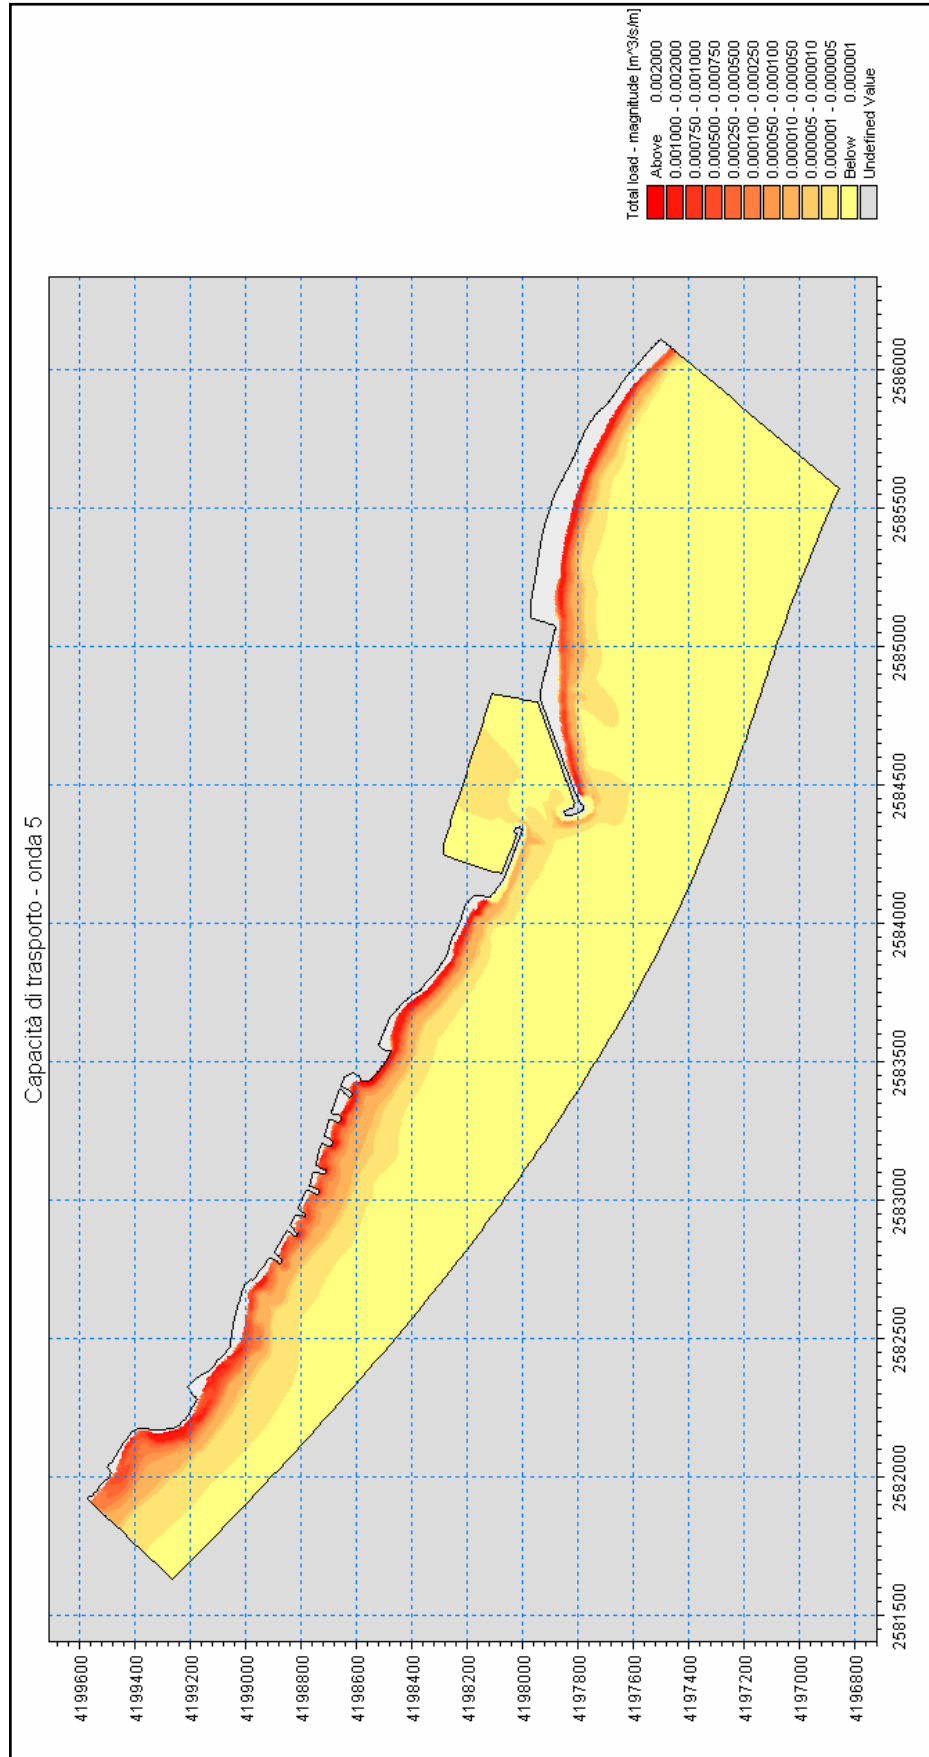 Capacità di trasporto - onda 5
4199600
4199400
4199200
4199000
4198800
4198600
4198400
4198200
4198000
4197800
4197600
4197400
4197200
4197000
4196800
2581500
2582000
2582500
2583000
2583500
2584000
2584500
2585000
2585500
2586000
Total load - magnitude [m^3/s/m]
Above 0.002000
0.001000 - 0.002000
0.000750 - 0.001000
0.000500 - 0.000750
0.000250 - 0.000500
0.000100 - 0.000250
0.000050 - 0.000100
0.000010 - 0.000050
0.000005 - 0.000010
0.000001 - 0.000005
Below 0.000001
Undefined Value